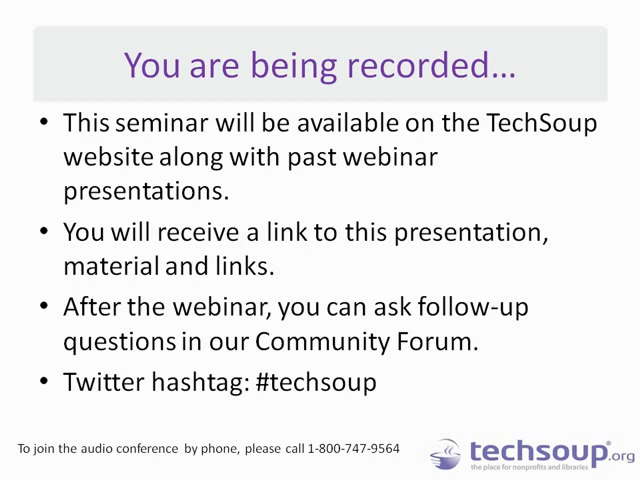 You are being recorded...
• This seminar will be available on the TechSoup
website along with past webinar
presentations.
• You will receive a link to this presentation,
material and links.
• After the webinar, you can ask follow-up
questions in our Community Forum.
• Twitter hashtag: #techsoup
To join the audio conference by phone, please call 1-800-747-9564
techsoup®.org
the place for nonprofits and libraries